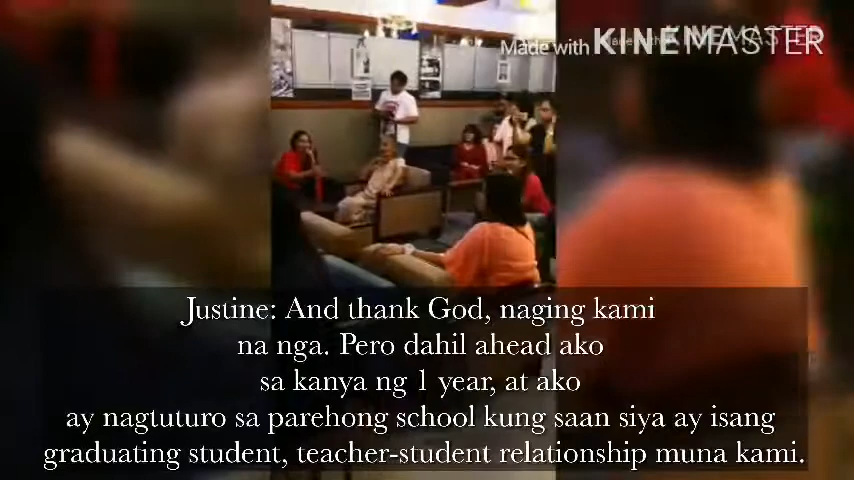 Made with KINEMASTER
Justine: And thank God, naging kami
na nga. Pero dahil ahead ako
sa kanya ng 1 year, at ako
ay nagtuturo sa parehong school kung saan siya ay isang
graduating student, teacher-student relationship muna kami.